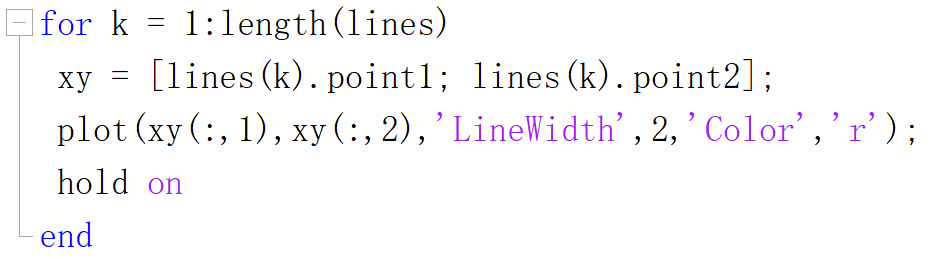 for k = 1:length(lines)
xy = [lines(k).point1; lines(k).point2];
plot(xy(:,1),xy(:,2),'LineWidth',2,'Color','r');
hold on
end